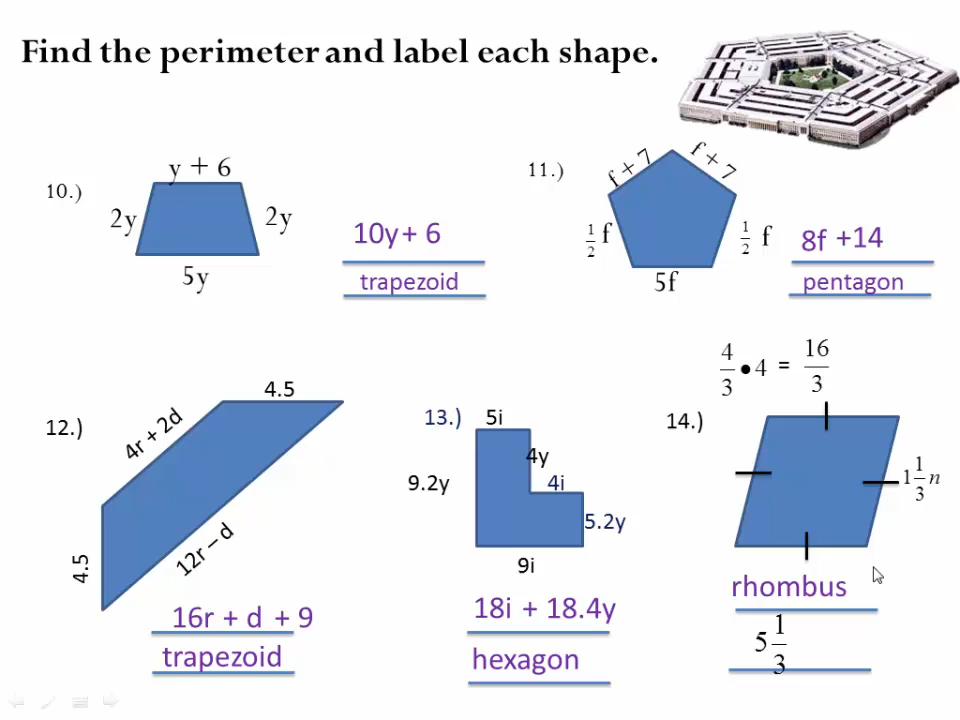 Find the perimeter and label each shape.
10.)
y + 6
2y
2y
5y
10y + 6
trapezoid
11.)
f + 7
f + 7
1/2 f
1/2 f
5f
8f +14
pentagon
12.)
4.5
4r + 2d
4.5
12r – d
16r + d + 9
trapezoid
13.)
5i
4y
9.2y
4i
5.2y
9i
18i + 18.4y
hexagon
4/3 • 4 = 16/3
14.)
1 1/3 n
rhombus
5 1/3